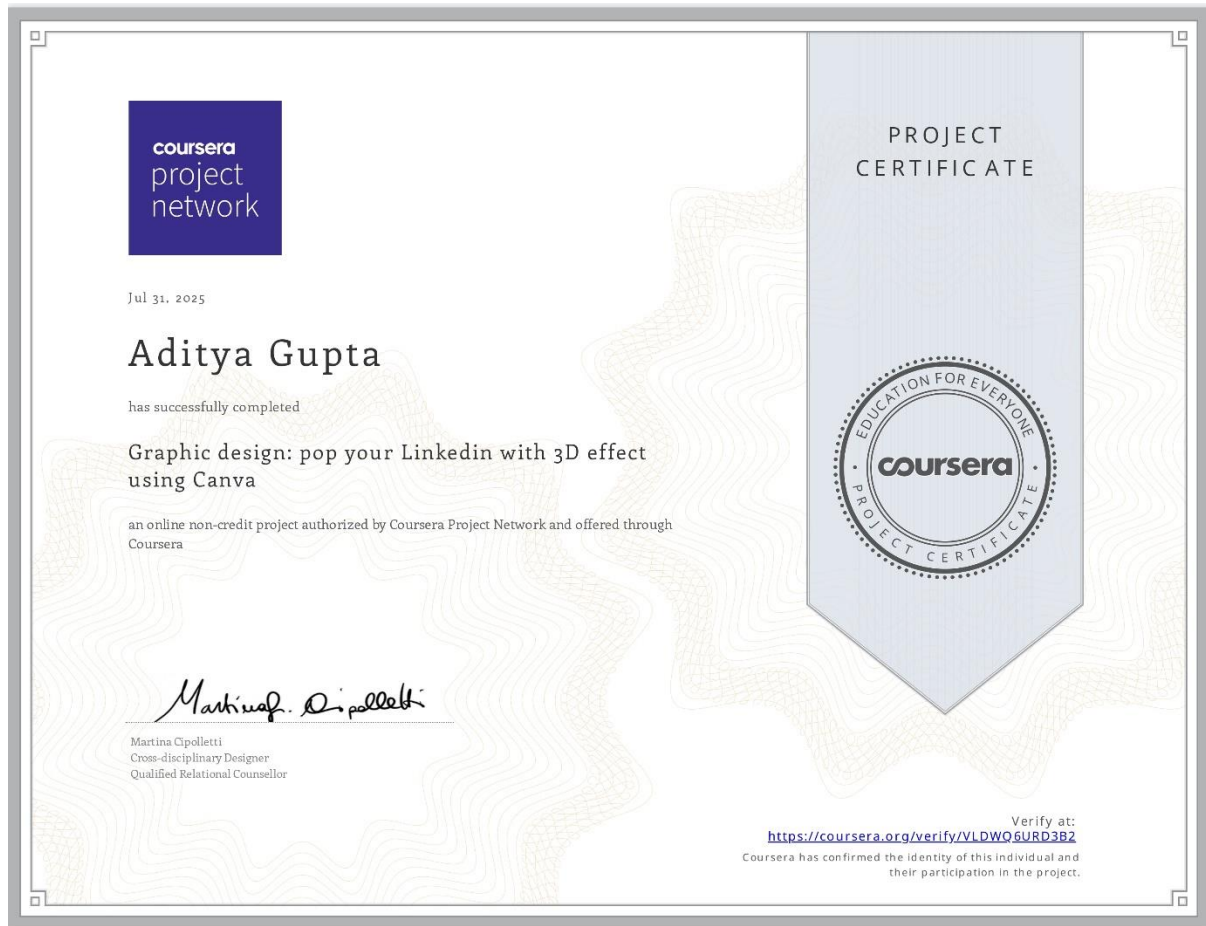 coursera
project
network
PROJECT
CERTIFICATE
Jul 31, 2025
Aditya Gupta
has successfully completed
Graphic design: pop your Linkedin with 3D effect
using Canva
an online non-credit project authorized by Coursera Project Network and offered through
Coursera
EDUCATION FOR EVERYONE
coursera
PROJECT CERTIFICATE
Martina Cipolletti
Cross-disciplinary Designer
Qualified Relational Counsellor
Verify at:
https://coursera.org/verify/VLDWQ6URD3B2
Coursera has confirmed the identity of this individual and
their participation in the project.